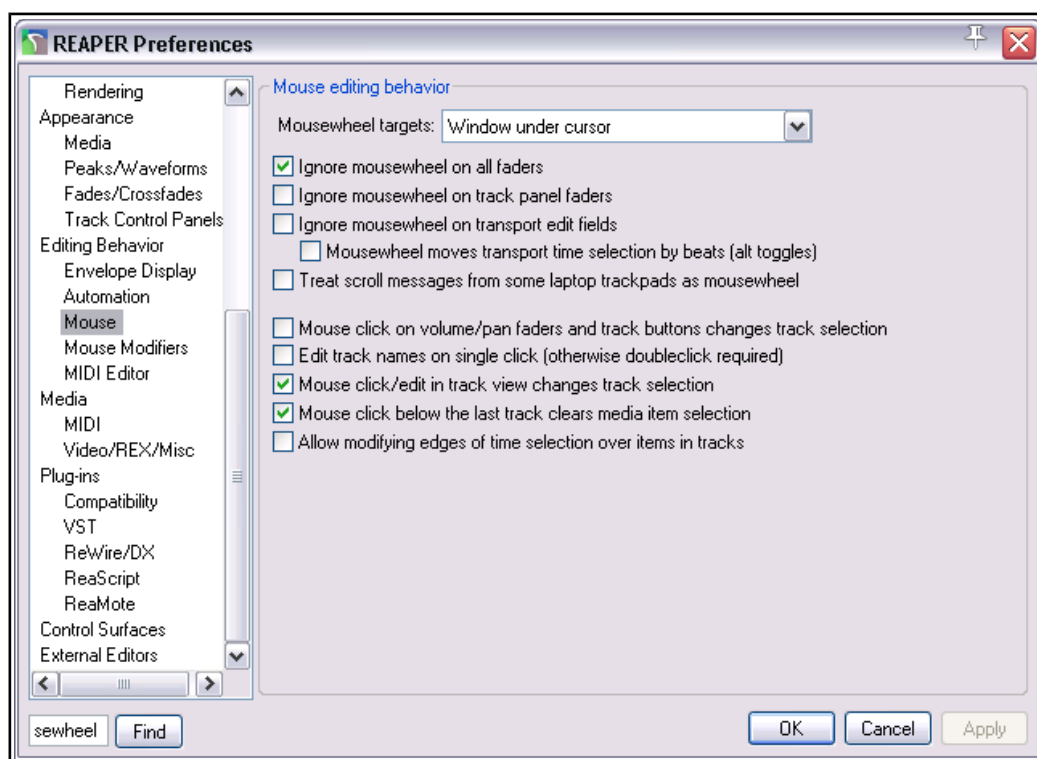 REAPER Preferences
Rendering
Appearance
Media
Peaks/Waveforms
Fades/Crossfades
Track Control Panels
Editing Behavior
Envelope Display
Automation
Mouse
Mouse Modifiers
MIDI Editor
Media
MIDI
Video/REX/Misc
Plug-ins
Compatibility
VST
ReWire/DX
ReaScript
ReaMote
Control Surfaces
External Editors
sewheel
Find
Mouse editing behavior
Mousewheel targets: Window under cursor
Ignore mousewheel on all faders
Ignore mousewheel on track panel faders
Ignore mousewheel on transport edit fields
Mousewheel moves transport time selection by beats (alt toggles)
Treat scroll messages from some laptop trackpads as mousewheel
Mouse click on volume/pan faders and track buttons changes track selection
Edit track names on single click (otherwise doubleclick required)
Mouse click/edit in track view changes track selection
Mouse click below the last track clears media item selection
Allow modifying edges of time selection over items in tracks
OK
Cancel
Apply